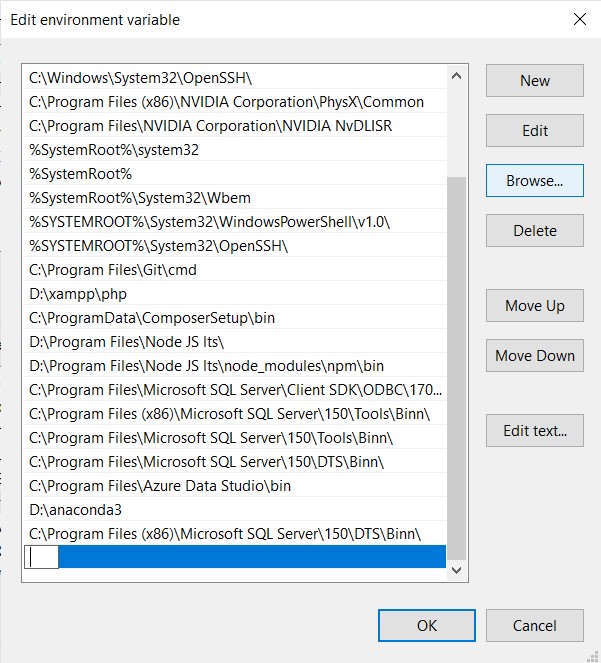 Edit environment variable
C:\Windows\System32\OpenSSH\
C:\Program Files (x86)\NVIDIA Corporation\PhysX\Common
C:\Program Files\NVIDIA Corporation\NVIDIA NvDLISR
%SystemRoot%\system32
%SystemRoot%
%SystemRoot%\System32\Wbem
%SYSTEMROOT%\System32\WindowsPowerShell\v1.0\
%SYSTEMROOT%\System32\OpenSSH\
C:\Program Files\Git\cmd
D:\xampp\php
C:\ProgramData\ComposerSetup\bin
D:\Program Files\Node JS lts\
D:\Program Files\Node JS lts\node_modules\npm\bin
C:\Program Files\Microsoft SQL Server\Client SDK\ODBC\170...
C:\Program Files (x86)\Microsoft SQL Server\150\Tools\Binn\
C:\Program Files\Microsoft SQL Server\150\Tools\Binn\
C:\Program Files\Microsoft SQL Server\150\DTS\Binn\
C:\Program Files\Azure Data Studio\bin
D:\anaconda3
C:\Program Files (x86)\Microsoft SQL Server\150\DTS\Binn\
New
Edit
Browse...
Delete
Move Up
Move Down
Edit text...
OK
Cancel